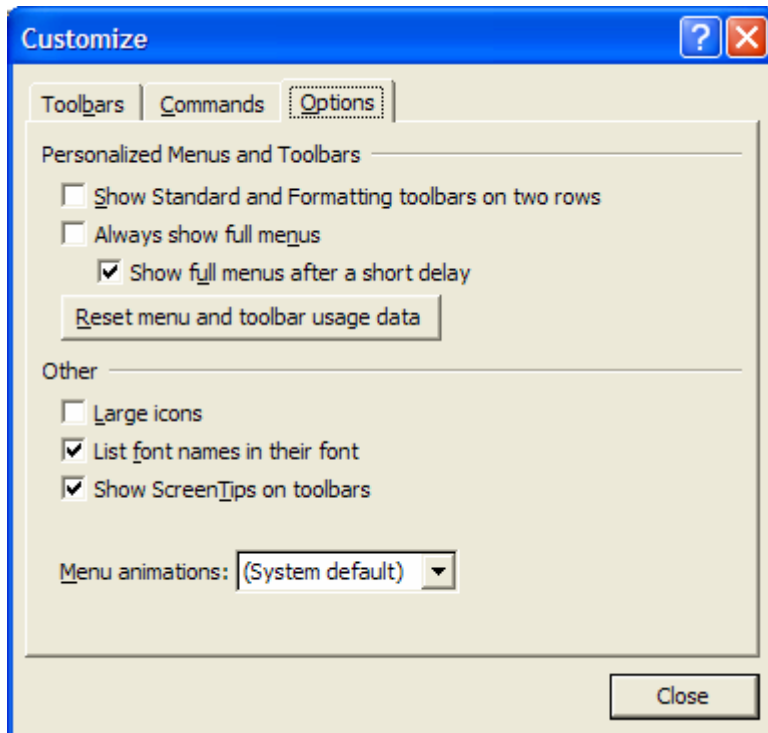 Customize
Toolbars Commands Options
Personalized Menus and Toolbars
Show Standard and Formatting toolbars on two rows
Always show full menus
Show full menus after a short delay
Reset menu and toolbar usage data
Other
Large icons
List font names in their font
Show ScreenTips on toolbars
Menu animations: (System default)
Close